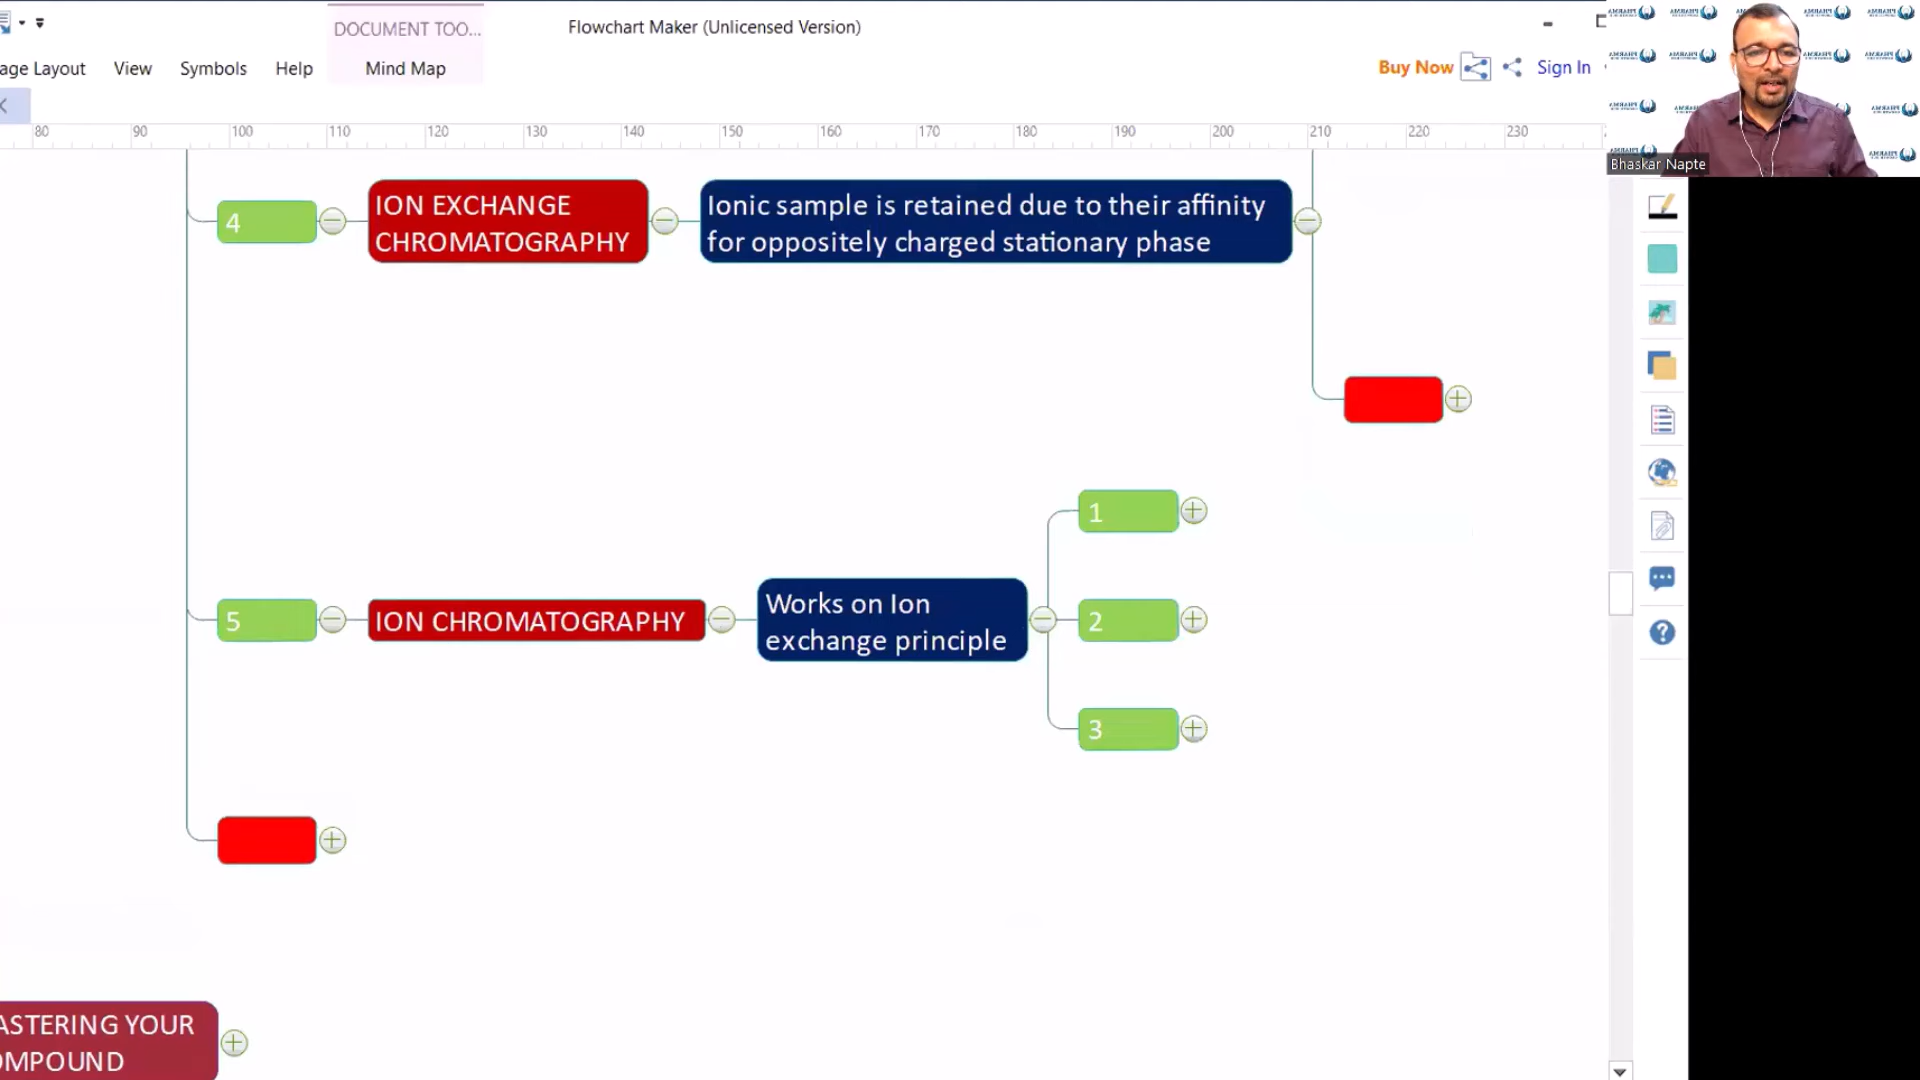 DOCUMENT TOO...
Flowchart Maker (Unlicensed Version)
age Layout
View
Symbols
Help
Mind Map
Buy Now
Sign In
80
90
100
110
120
130
140
150
160
170
180
190
200
210
220
230
Bhaskar Napte
4
ION EXCHANGE
CHROMATOGRAPHY
Ionic sample is retained due to their affinity
for oppositely charged stationary phase
1
5
ION CHROMATOGRAPHY
Works on Ion
exchange principle
2
3
ASTERING YOUR
OMPOUND